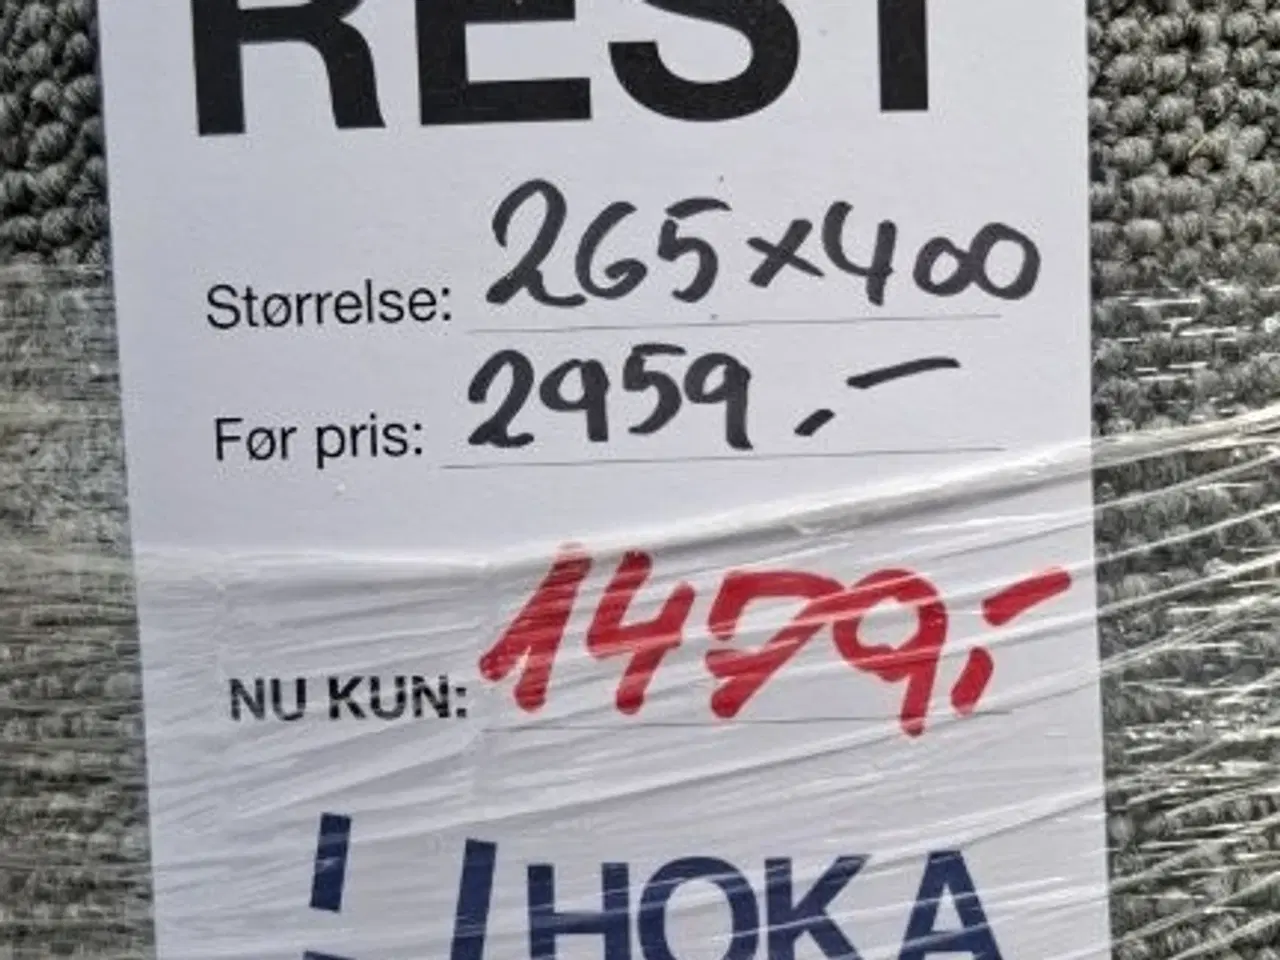 REST
Størrelse: 265x400
Før pris: 2959,-
NU KUN: 1479,-
HOKA